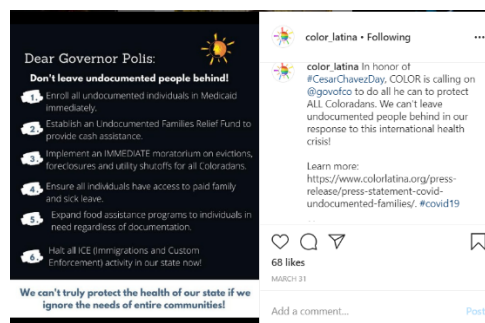 Dear Governor Polis:
Don't leave undocumented people behind!
1. Enroll all undocumented individuals in Medicaid
immediately.
2. Establish an Undocumented Families Relief Fund to
provide cash assistance.
3. Implement an IMMEDIATE moratorium on evictions,
foreclosures and utility shutoffs for all Coloradans.
4. Ensure all individuals have access to paid family
and sick leave.
5. Expand food assistance programs to individuals in
need regardless of documentation.
6. Halt all ICE (Immigrations and Custom
Enforcement) activity in our state now!
We can't truly protect the health of our state if we
ignore the needs of entire communities!
color_latina • Following
color_latina In honor of
#CesarChavezDay, COLOR is calling on
@govofco to do all he can to protect
ALL Coloradans. We can't leave
undocumented people behind in our
response to this international health
crisis!
Learn more:
https://www.colorlatina.org/press-
release/press-statement-covid-
undocumented-families/. #covid19
68 likes
MARCH 31
Add a comment...
Post